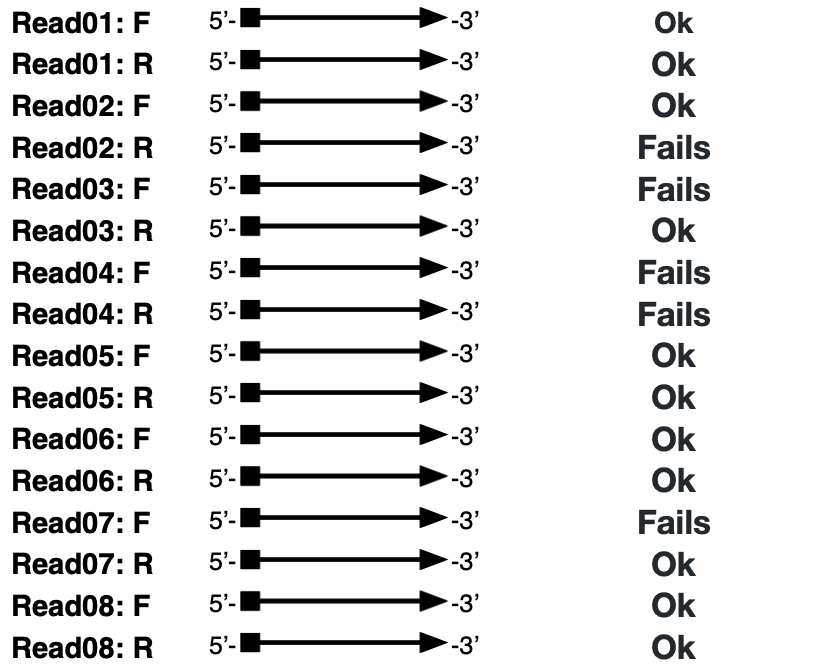 Read01: F 5’- -3’ Ok
Read01: R 5’- -3’ Ok
Read02: F 5’- -3’ Ok
Read02: R 5’- -3’ Fails
Read03: F 5’- -3’ Fails
Read03: R 5’- -3’ Ok
Read04: F 5’- -3’ Fails
Read04: R 5’- -3’ Fails
Read05: F 5’- -3’ Ok
Read05: R 5’- -3’ Ok
Read06: F 5’- -3’ Ok
Read06: R 5’- -3’ Ok
Read07: F 5’- -3’ Fails
Read07: R 5’- -3’ Ok
Read08: F 5’- -3’ Ok
Read08: R 5’- -3’ Ok